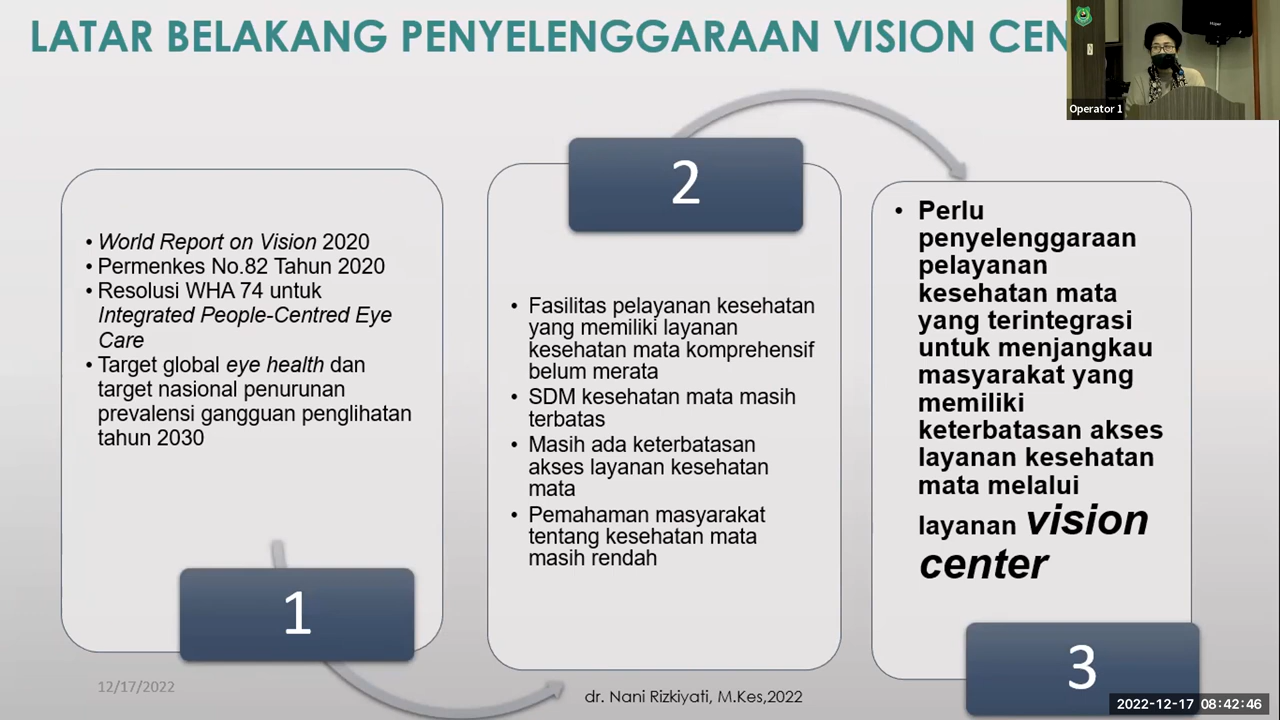 LATAR BELAKANG PENYELENGGARAAN VISION CEN
Operator 1
• World Report on Vision 2020
• Permenkes No.82 Tahun 2020
• Resolusi WHA 74 untuk
Integrated People-Centred Eye
Care
• Target global eye health dan
target nasional penurunan
prevalensi gangguan penglihatan
tahun 2030
1
2
• Fasilitas pelayanan kesehatan
yang memiliki layanan
kesehatan mata komprehensif
belum merata
• SDM kesehatan mata masih
terbatas
• Masih ada keterbatasan
akses layanan kesehatan
mata
• Pemahaman masyarakat
tentang kesehatan mata
masih rendah
• Perlu
penyelenggaraan
pelayanan
kesehatan mata
yang terintegrasi
untuk menjangkau
masyarakat yang
memiliki
keterbatasan akses
layanan kesehatan
mata melalui
layanan vision
center
3
12/17/2022
dr. Nani Rizkiyati, M.Kes,2022
2022-12-17 08:42:46